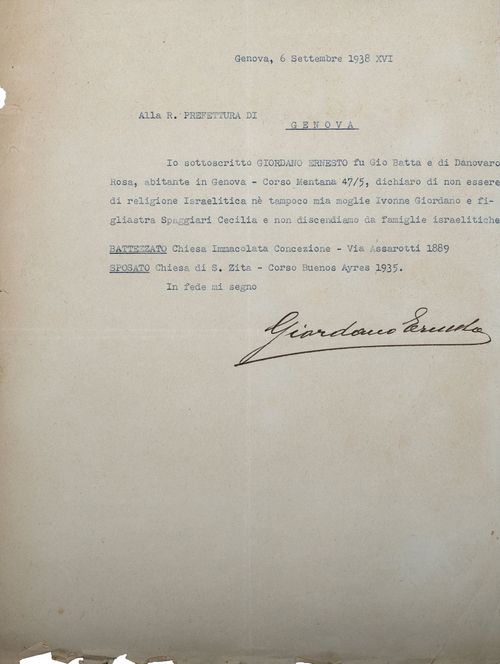 Genova, 6 Settembre 1938 XVI
Alla R. PREFETTURA DI
GENOVA
Io sottoscritto GIORDANO ERNESTO fu Gio Batta e di Danovaro
Rosa, abitante in Genova - Corso Mentana 47/5, dichiaro di non essere
di religione Israelitica nè tampoco mia moglie Ivonne Giordano e fi-
gliastra Spaggiari Cecilia e non discendiamo da famiglie israelitiche
BATTEZZATO Chiesa Immacolata Concezione - Via Assarotti 1889
SPOSATO Chiesa di S. Zita - Corso Buenos Ayres 1935.
In fede mi segno
Giordano Ernesto